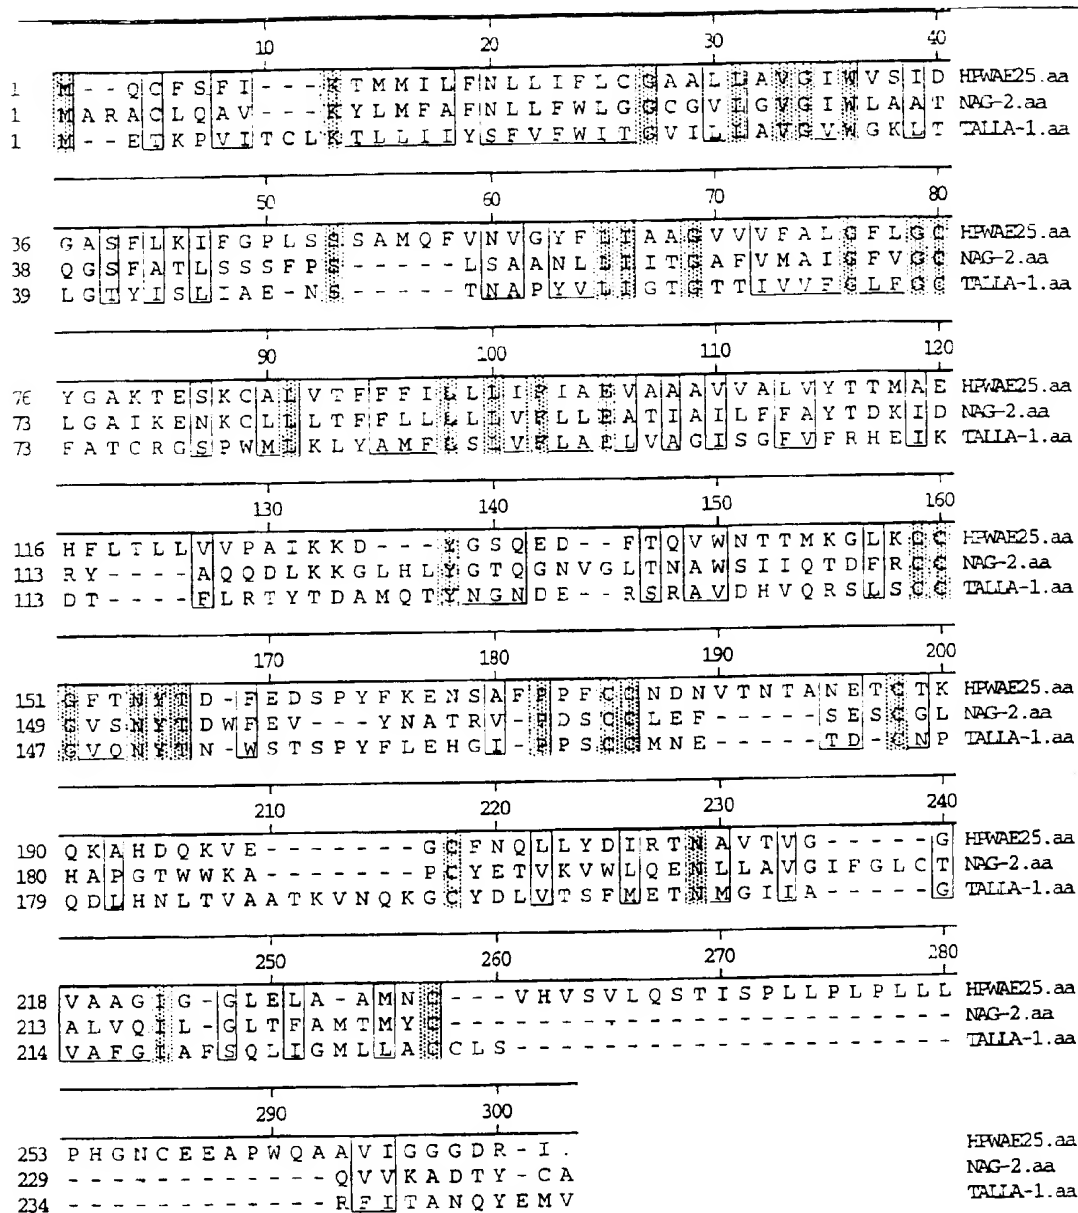 10 20 30 40
1 M - - Q C F S F I - - - K T M M I L F N L L I F L C G A A L L A V G I W V S I D HPWAE25.aa
1 M A R A C L Q A V - - - K Y L M F A F N L L F W L G G C G V L G V G I W L A A T NAG-2.aa
1 M - - E T K P V I T C L K T L L I I Y S F V F W I T G V I L L A V G V W G K L T TALLA-1.aa
50 60 70 80
36 G A S F L K I F G P L S S S A M Q F V N V G Y F L I A A G V V V F A L G F L G C HPWAE25.aa
38 Q G S F A T L S S S F P S - - - - - L S A A N L L I I T G A F V M A I G F V G C NAG-2.aa
39 L G T Y I S L I A E - N S - - - - - T N A P Y V L I G T G T T I V V F G L F G C TALLA-1.aa
90 100 110 120
76 Y G A K T E S K C A L V T F F F I L L L I F I A E V A A A V V A L V Y T T M A E HPWAE25.aa
73 L G A I K E N K C L L L T F F L L L L L V F L L E A T I A I L F F A Y T D K I D NAG-2.aa
73 F A T C R G S P W M L K L Y A M F L S L V F L A E L V A G I S G F V F R H E I K TALLA-1.aa
130 140 150 160
116 H F L T L L V V P A I K K D - - - Y G S Q E D - - F T Q V W N T T M K G L K C C HPWAE25.aa
113 R Y - - - - A Q Q D L K K G L H L Y G T Q G N V G L T N A W S I I Q T D F R C C NAG-2.aa
113 D T - - - - F L R T Y T D A M Q T Y N G N D E - - R S R A V D H V Q R S L S C C TALLA-1.aa
170 180 190 200
151 G F T N Y T D - F E D S P Y F K E N S A F P P F C C N D N V T N T A N E T C T K HPWAE25.aa
149 G V S N Y T D W F E V - - - Y N A T R V - P D S C C L E F - - - - - S E S C G L NAG-2.aa
147 G V Q N Y T N - W S T S P Y F L E H G I - P P S C C M N E - - - - - T D - C N P TALLA-1.aa
210 220 230 240
190 Q K A H D Q K V E - - - - - - - G C F N Q L L Y D I R T N A V T V G - - - - - G HPWAE25.aa
180 H A P G T W W K A - - - - - - - P C Y E T V K V W L Q E N L L A V G I F G L C T NAG-2.aa
179 Q D L H N L T V A A T K V N Q K G C Y D L V T S F M E T N M G I I A - - - - - G TALLA-1.aa
250 260 270 280
218 V A A G I G - G L E L A - A M N C - - - V H V S V L Q S T I S P L L P L P L L L HPWAE25.aa
213 A L V Q I L - G L T F A M T M Y C - - - - - - - - - - - - - - - - - - - - - - - NAG-2.aa
214 V A F G I A F S Q L I G M L L A C C L S - - - - - - - - - - - - - - - - - - - - TALLA-1.aa
290 300
253 P H G N C E E A P W Q A A V I G G G D R - I . HPWAE25.aa
229 - - - - - - - - - - - - Q V V K A D T Y - C A NAG-2.aa
234 - - - - - - - - - - - - R F I T A N Q Y E M V TALLA-1.aa